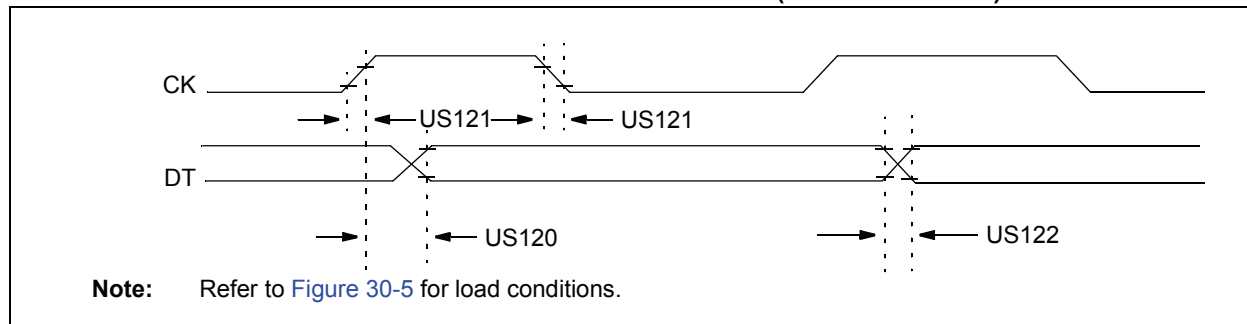 CK
US121 US121
DT
US120 US122
Note: Refer to Figure 30-5 for load conditions.